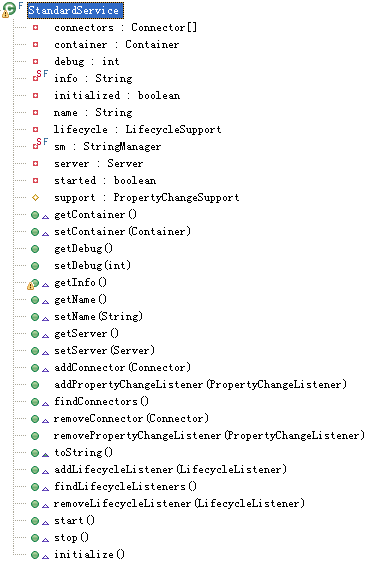 F StandardService
connectors : Connector[]
container : Container
debug : int
S F info : String
initialized : boolean
name : String
lifecycle : LifecycleSupport
S F sm : StringManager
server : Server
started : boolean
support : PropertyChangeSupport
getContainer()
setContainer(Container)
getDebug()
setDebug(int)
getInfo()
getName()
setName(String)
getServer()
setServer(Server)
addConnector(Connector)
addPropertyChangeListener(PropertyChangeListener)
findConnectors()
removeConnector(Connector)
removePropertyChangeListener(PropertyChangeListener)
toString()
addLifecycleListener(LifecycleListener)
findLifecycleListeners()
removeLifecycleListener(LifecycleListener)
start()
stop()
initialize()